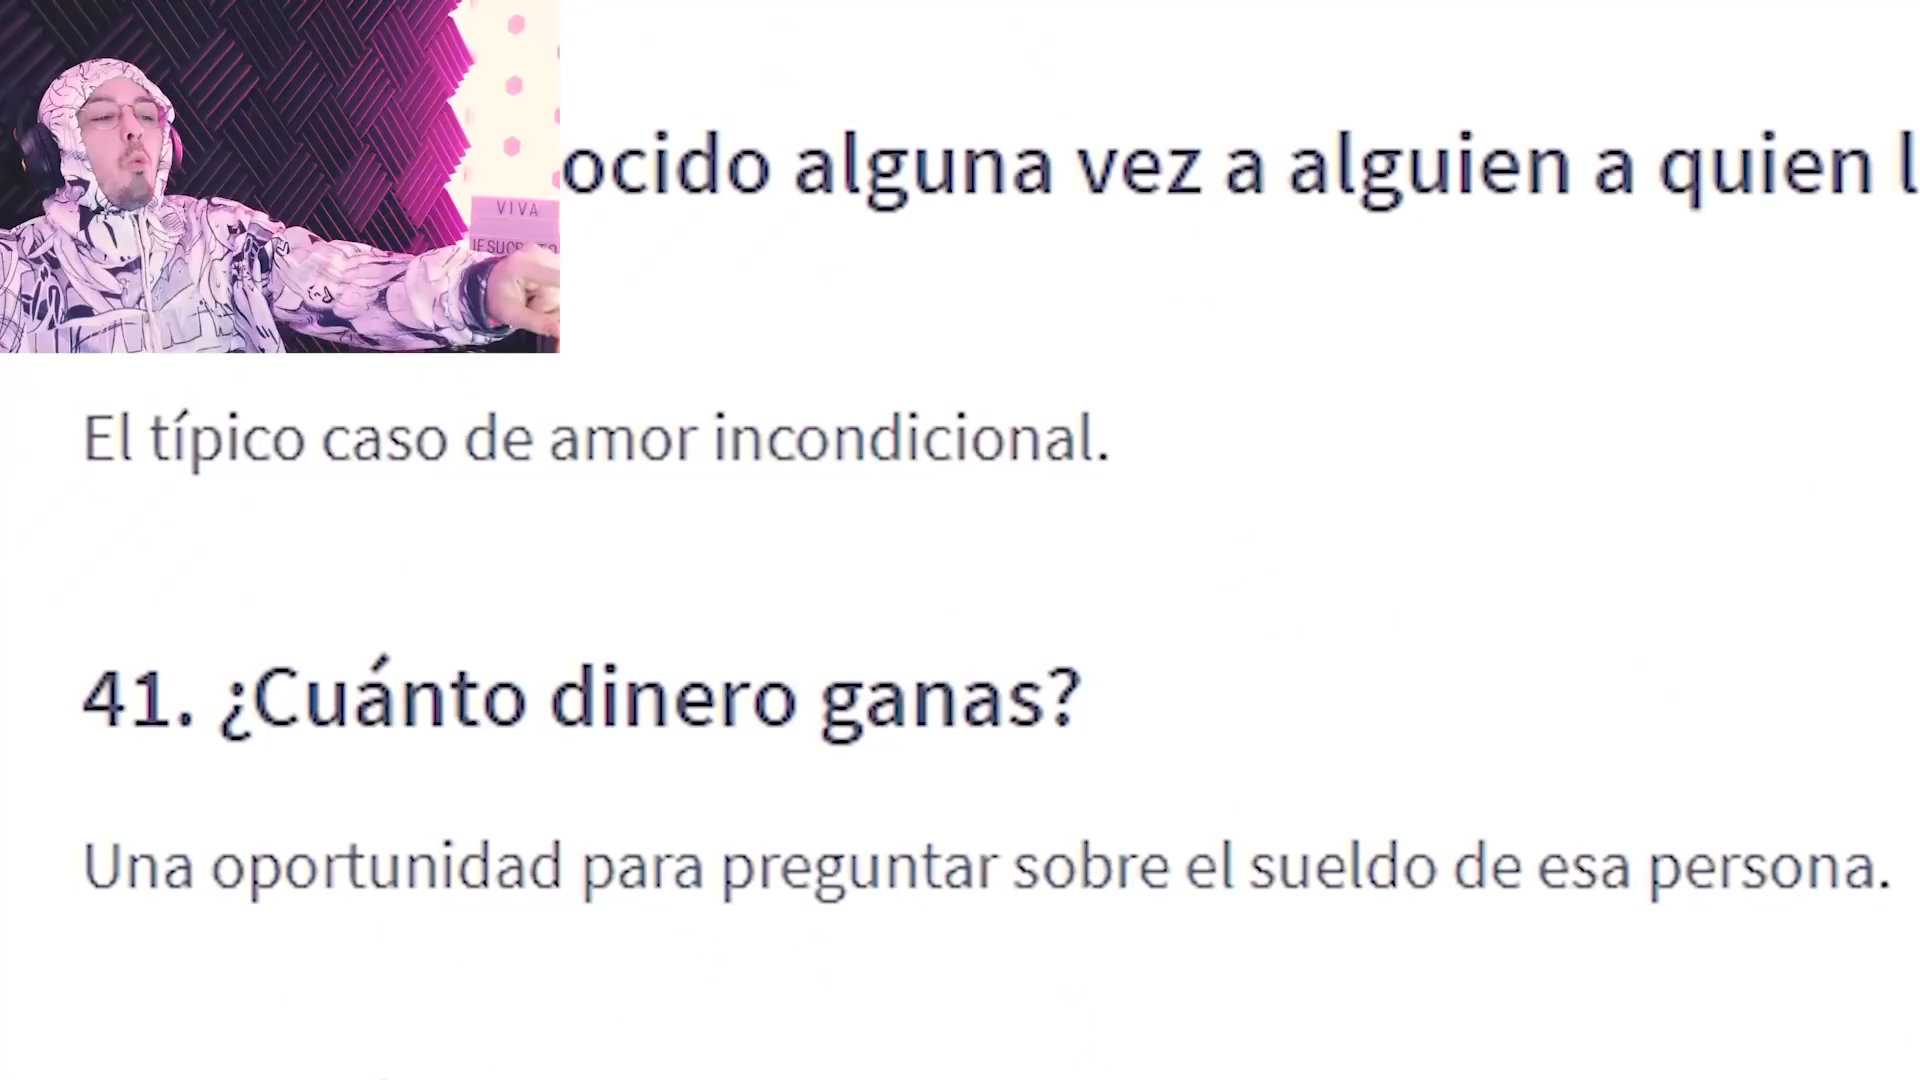 VIVA
ocido alguna vez a alguien a quien l
El típico caso de amor incondicional.
41. ¿Cuánto dinero ganas?
Una oportunidad para preguntar sobre el sueldo de esa persona.